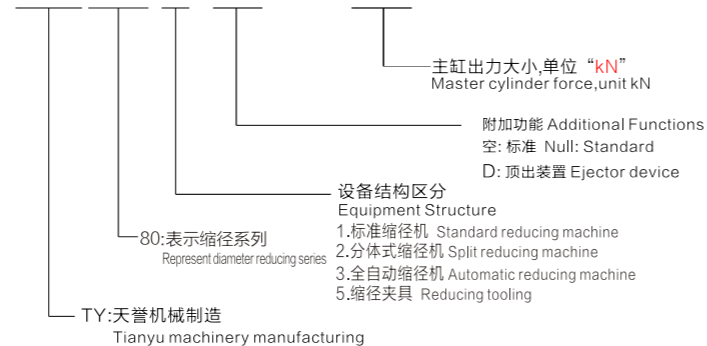 主缸出力大小,单位“kN”
Master cylinder force,unit kN
附加功能 Additional Functions
空: 标准 Null: Standard
D: 顶出装置 Ejector device
设备结构区分
Equipment Structure
1.标准缩径机 Standard reducing machine
2.分体式缩径机 Split reducing machine
3.全自动缩径机 Automatic reducing machine
5.缩径夹具 Reducing tooling
80:表示缩径系列
Represent diameter reducing series
TY:天誉机械制造
Tianyu machinery manufacturing